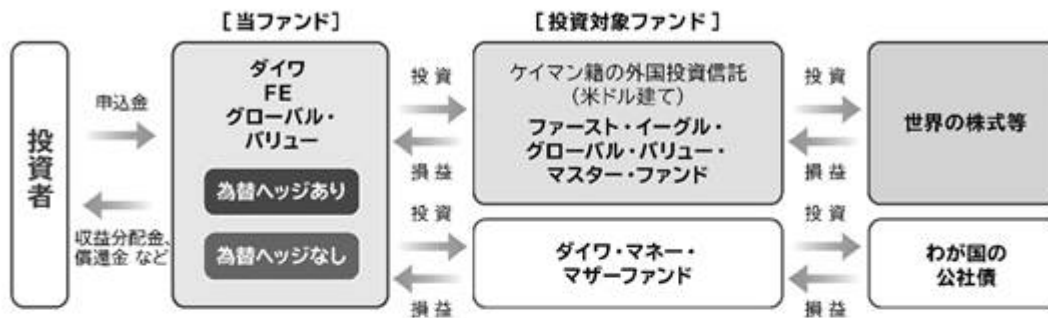 [当ファンド]
[投資対象ファンド]
投資者
申込金
収益分配金、
償還金 など
ダイワ
FE
グローバル・
バリュー
為替ヘッジあり
為替ヘッジなし
投資
損益
投資
損益
ケイマン籍の外国投資信託
(米ドル建て)
ファースト・イーグル・
グローバル・バリュー・
マスター・ファンド
ダイワ・マネー・
マザーファンド
投資
損益
投資
損益
世界の株式等
わが国の
公社債